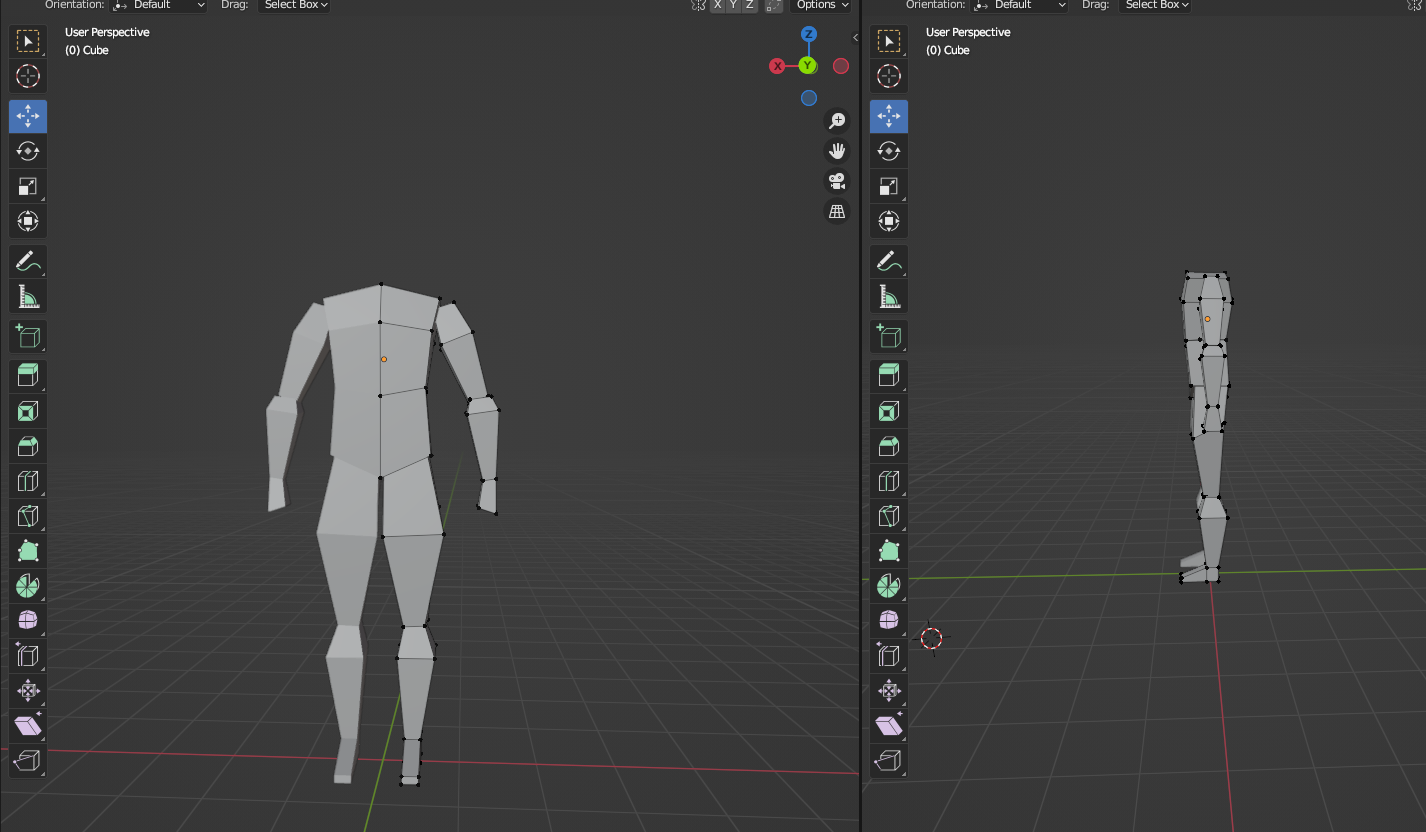 Orientation: Default Drag: Select Box X Y Z Options
User Perspective
(0) Cube
Z
X Y
Orientation: Default Drag: Select Box
User Perspective
(0) Cube